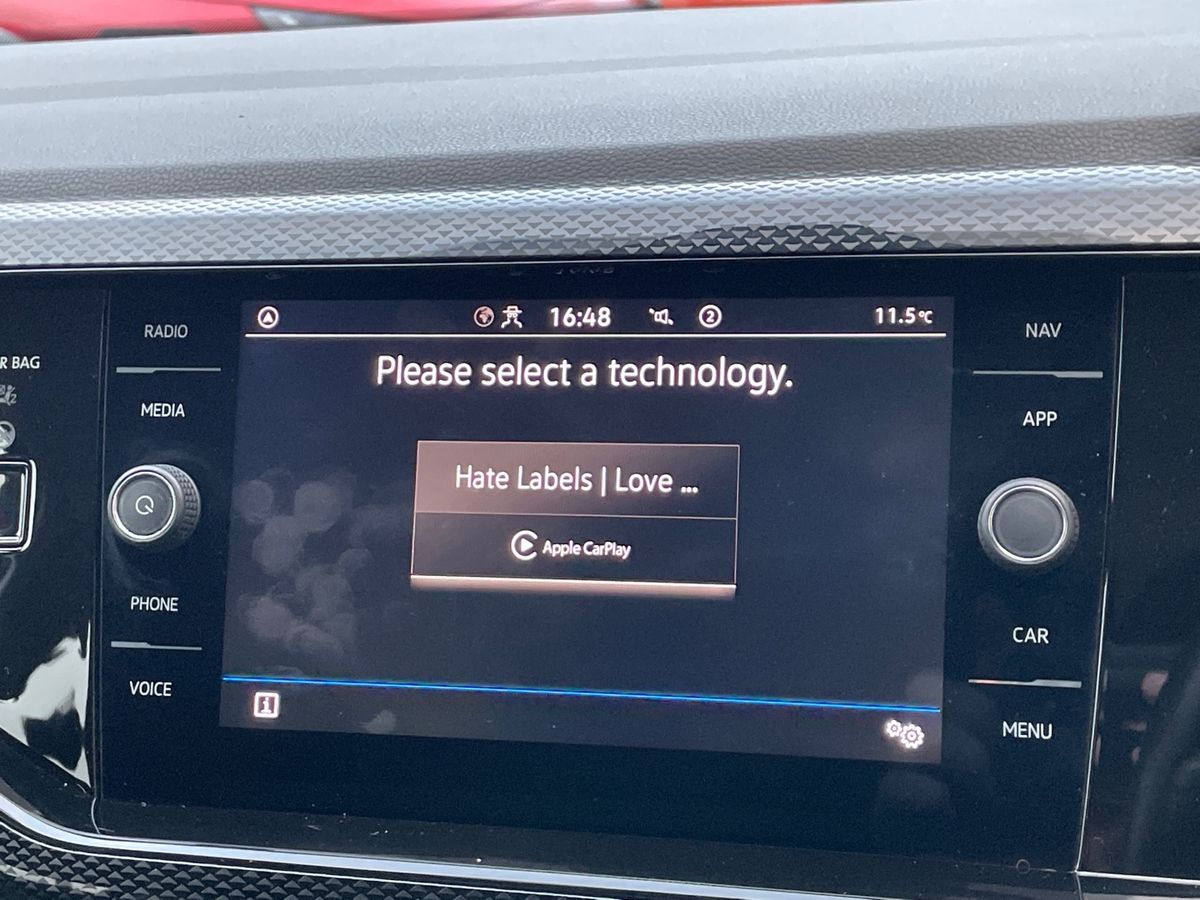 16:48
2
11.5°C
RADIO
NAV
Please select a technology.
R BAG
MEDIA
APP
Hate Labels | Love ...
Apple CarPlay
PHONE
CAR
VOICE
i
MENU